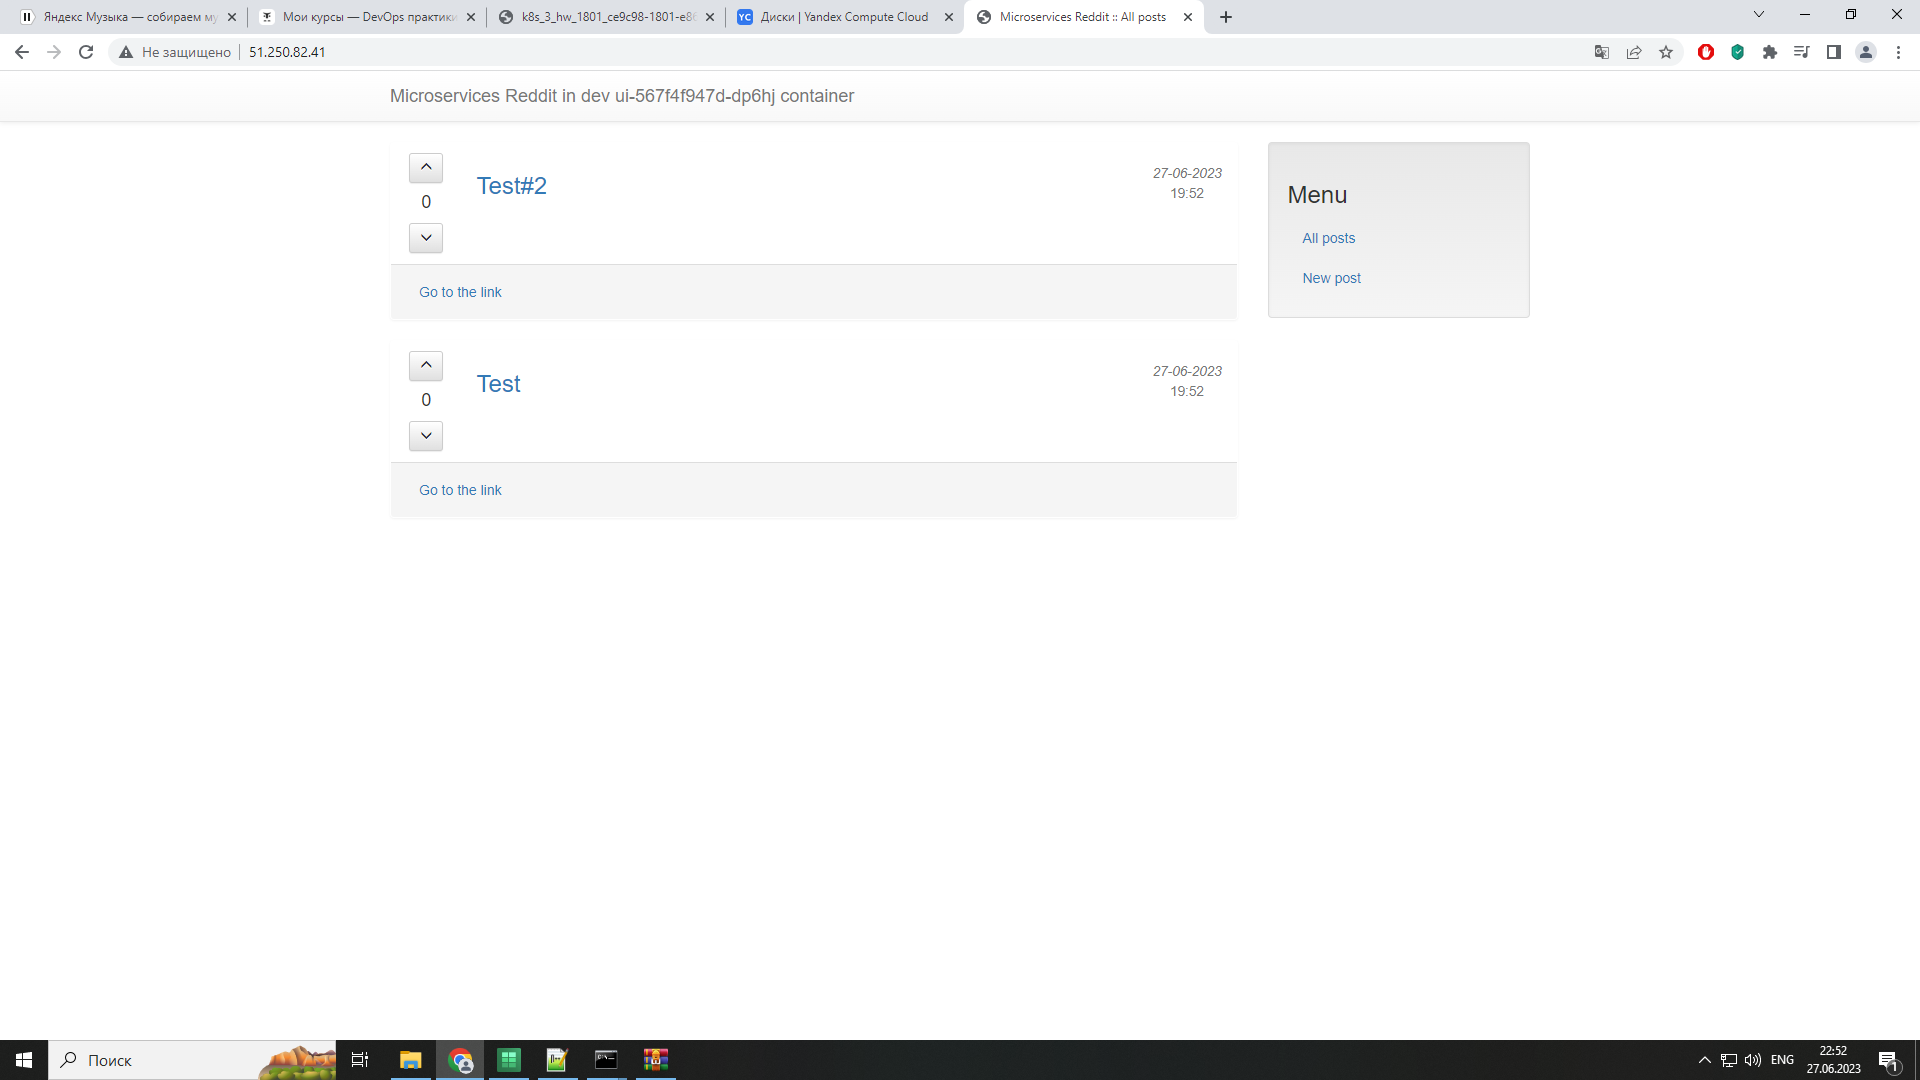 Яндекс Музыка — собираем му
Мои курсы — DevOps практики
k8s_3_hw_1801_ce9c98-1801-e86
YC Диски | Yandex Compute Cloud
Microservices Reddit :: All posts
Не защищено
51.250.82.41
Microservices Reddit in dev ui-567f4f947d-dp6hj container
Test#2
0
27-06-2023
19:52
Go to the link
Test
0
27-06-2023
19:52
Go to the link
Menu
All posts
New post
Поиск
ENG
22:52
27.06.2023
1